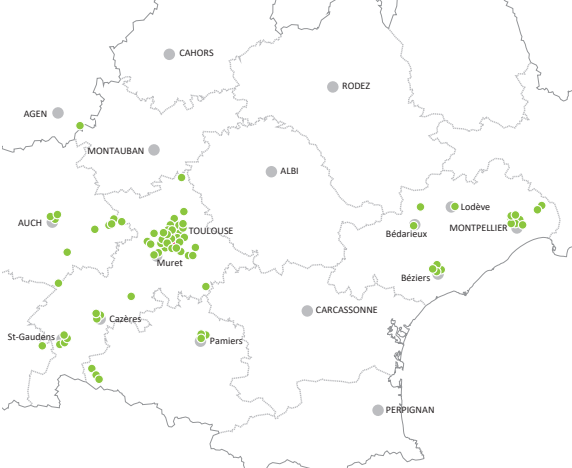 CAHORS
RODEZ
AGEN
MONTAUBAN
ALBI
AUCH
TOULOUSE
Muret
Lodève
Bédarieux
MONTPELLIER
Béziers
CARCASSONNE
Cazères
St-Gaudens
Pamiers
PERPIGNAN